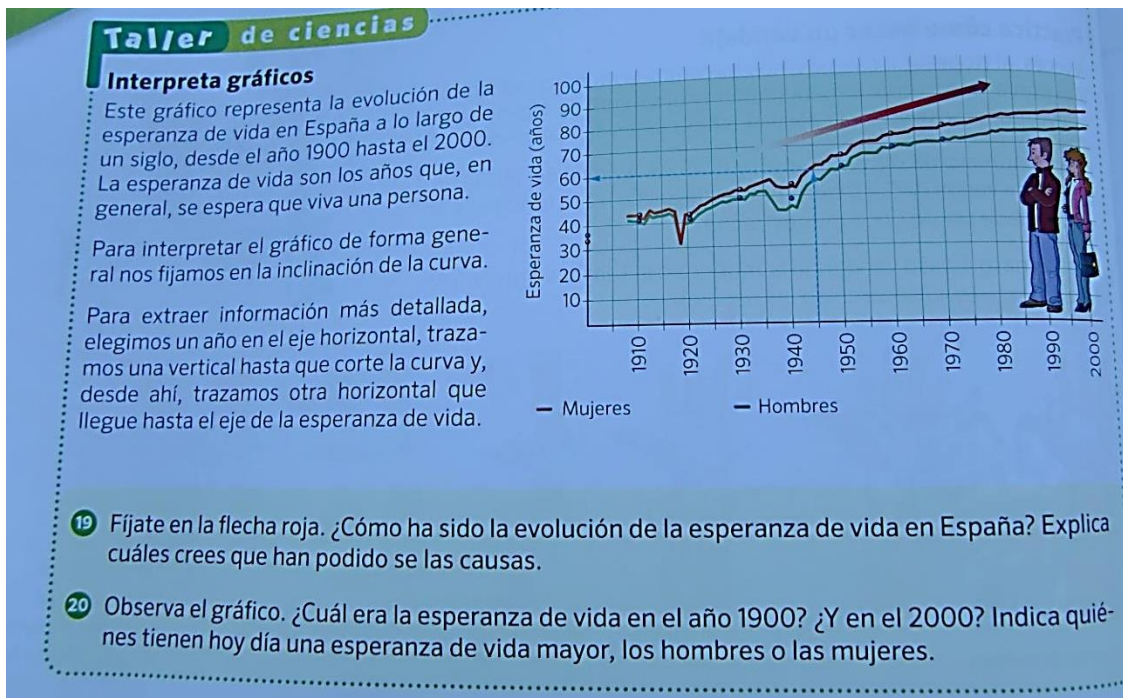 Taller de ciencias
Interpreta gráficos
Este gráfico representa la evolución de la
esperanza de vida en España a lo largo de
un siglo, desde el año 1900 hasta el 2000.
La esperanza de vida son los años que, en
general, se espera que viva una persona.
Para interpretar el gráfico de forma gene-
ral nos fijamos en la inclinación de la curva.
Para extraer información más detallada,
elegimos un año en el eje horizontal, traza-
mos una vertical hasta que corte la curva y,
desde ahí, trazamos otra horizontal que
llegue hasta el eje de la esperanza de vida.
Esperanza de vida (años)
100
90
80
70
60
50
40
30
20
10
1910 1920 1930 1940 1950 1960 1970 1980 1990 2000
Mujeres Hombres
19 Fíjate en la flecha roja. ¿Cómo ha sido la evolución de la esperanza de vida en España? Explica
cuáles crees que han podido se las causas.
20 Observa el gráfico. ¿Cuál era la esperanza de vida en el año 1900? ¿Y en el 2000? Indica quié-
nes tienen hoy día una esperanza de vida mayor, los hombres o las mujeres.